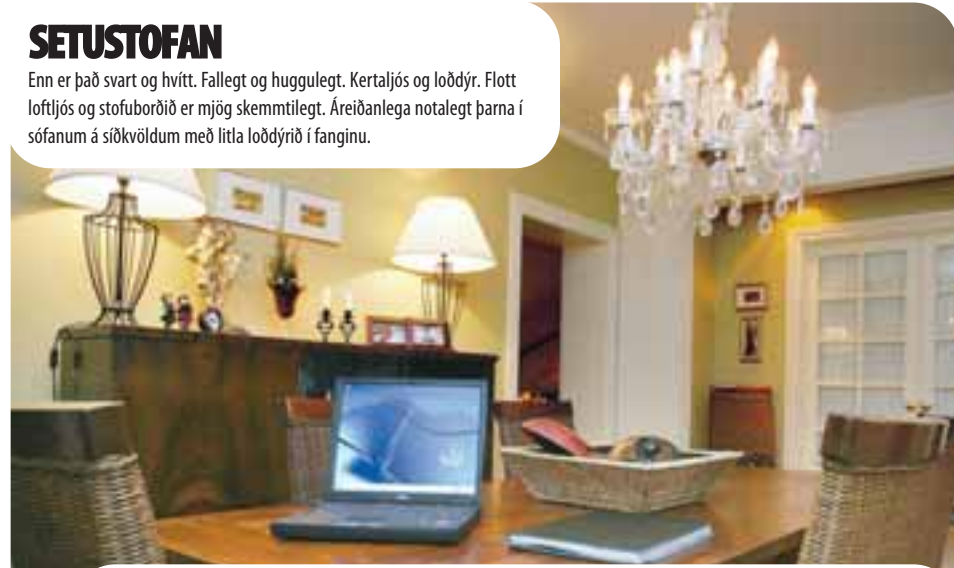 SETUSTOFAN
Enn er það svart og hvítt. Fallegt og huggulegt. Kertaljós og loðdýr. Flott
loftljós og stofuborðið er mjög skemmtilegt. Áreiðanlega notalegt þarna í
sófanum á síðkvöldum með litla loðdýrið í fanginu.